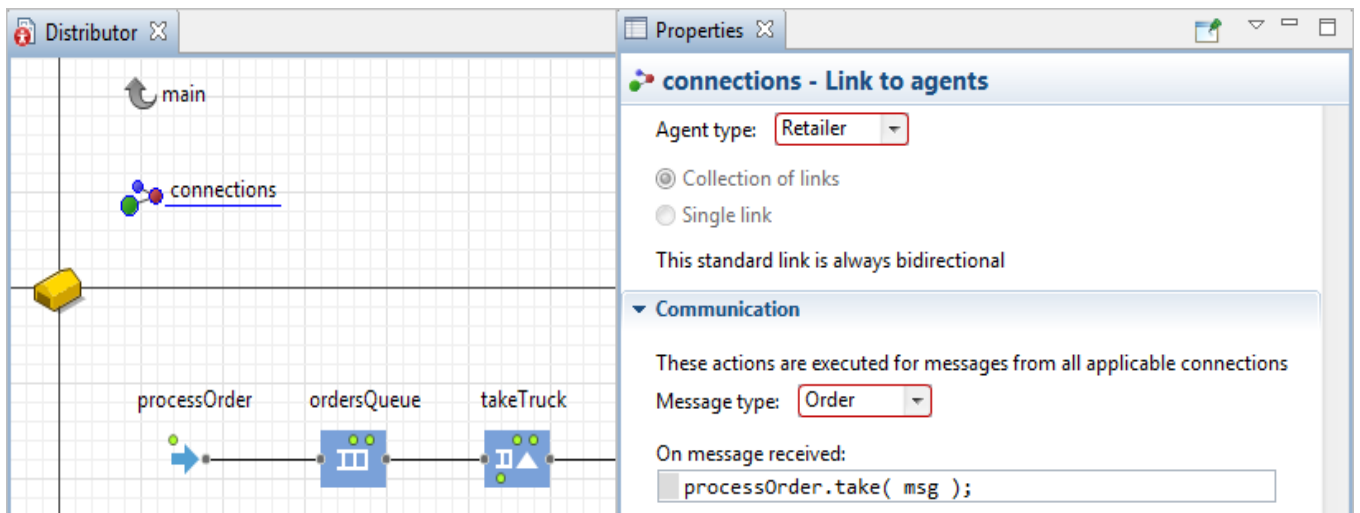 Distributor
main
connections
processOrder ordersQueue takeTruck
Properties
connections - Link to agents
Agent type: Retailer
Collection of links
Single link
This standard link is always bidirectional
Communication
These actions are executed for messages from all applicable connections
Message type: Order
On message received:
processOrder.take( msg );